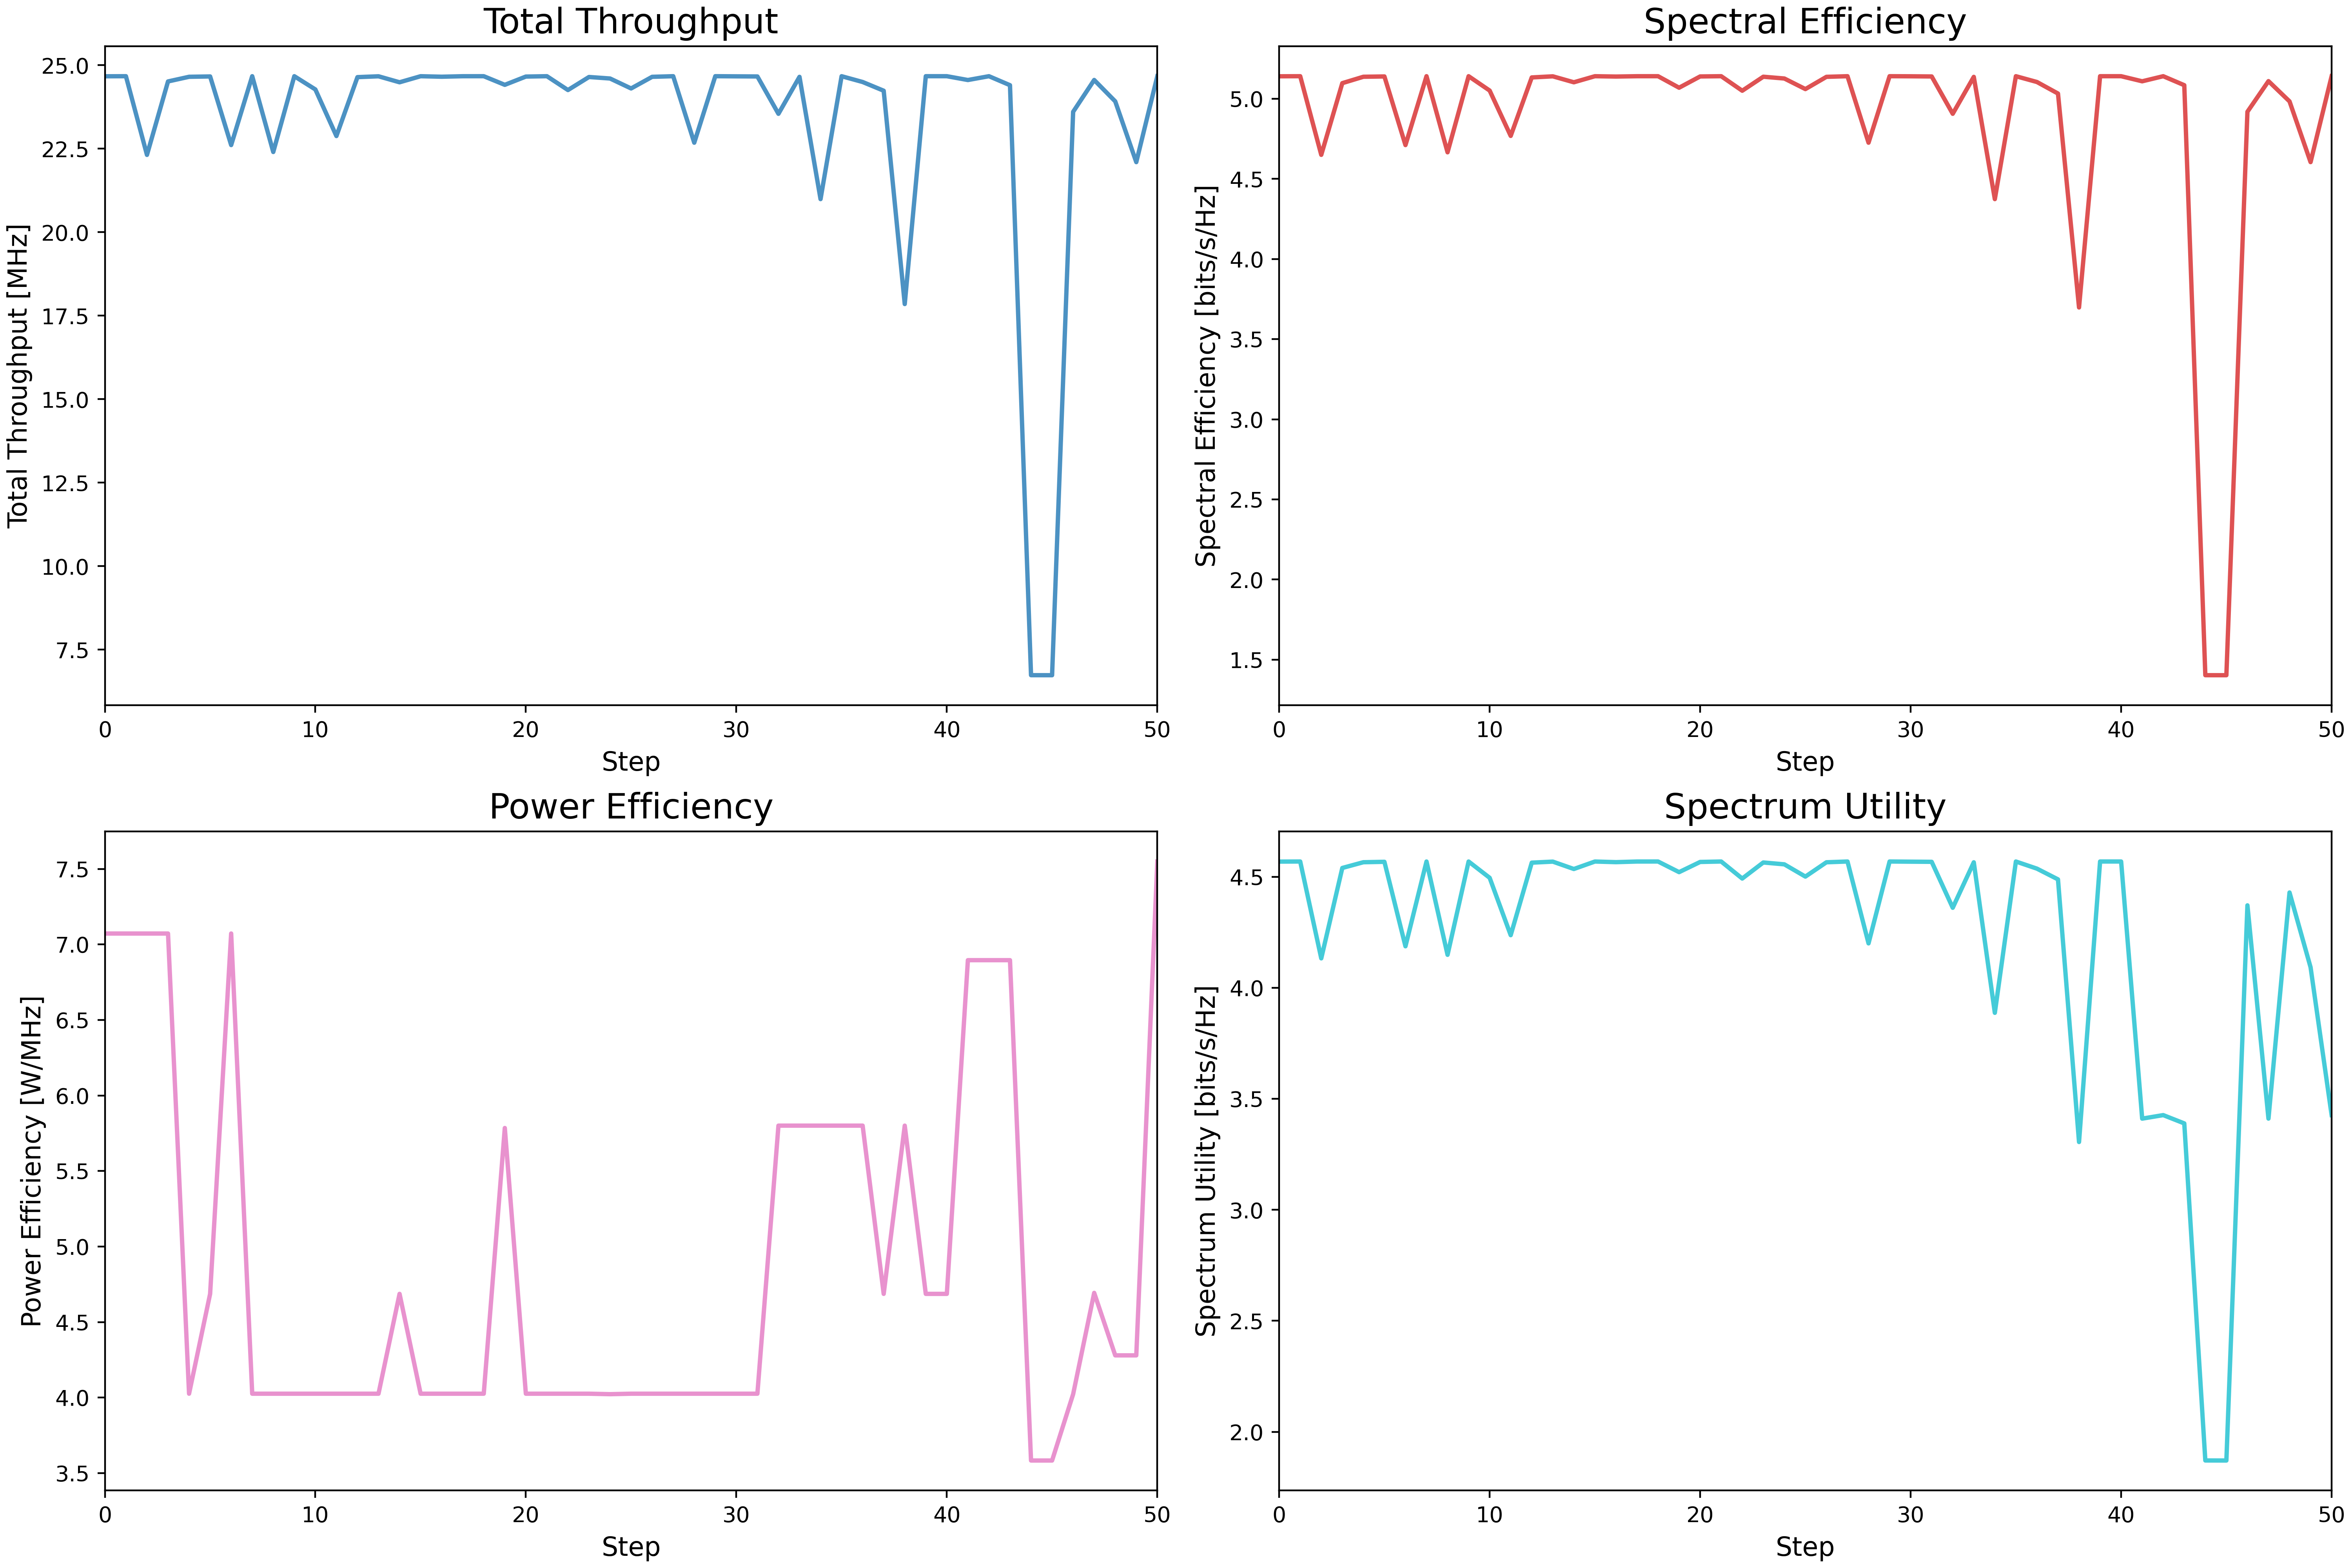 Total Throughput
Total Throughput [MHz]
25.0
22.5
20.0
17.5
15.0
12.5
10.0
7.5
0 10 20 30 40 50
Step
Spectral Efficiency
Spectral Efficiency [bits/s/Hz]
5.0
4.5
4.0
3.5
3.0
2.5
2.0
1.5
0 10 20 30 40 50
Step
Power Efficiency
Power Efficiency [W/MHz]
7.5
7.0
6.5
6.0
5.5
5.0
4.5
4.0
3.5
0 10 20 30 40 50
Step
Spectrum Utility
Spectrum Utility [bits/s/Hz]
4.5
4.0
3.5
3.0
2.5
2.0
0 10 20 30 40 50
Step